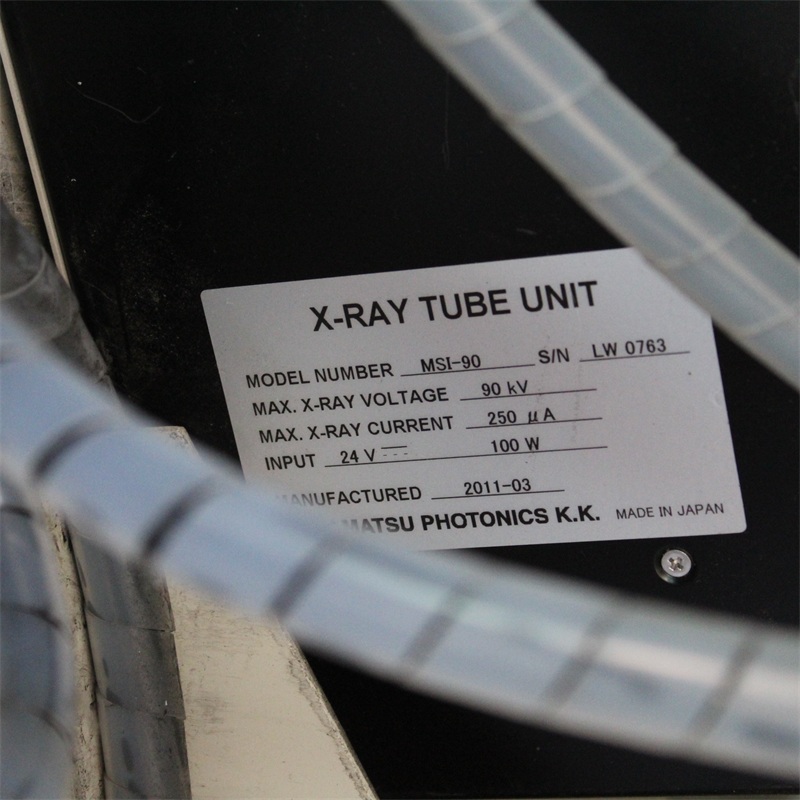 X-RAY TUBE UNIT
MODEL NUMBER MSI-90 S/N LW 0763
MAX. X-RAY VOLTAGE 90 kV
MAX. X-RAY CURRENT 250 μA
INPUT 24 V ⎓ 100 W
MANUFACTURED 2011-03
MATSU PHOTONICS K.K. MADE IN JAPAN